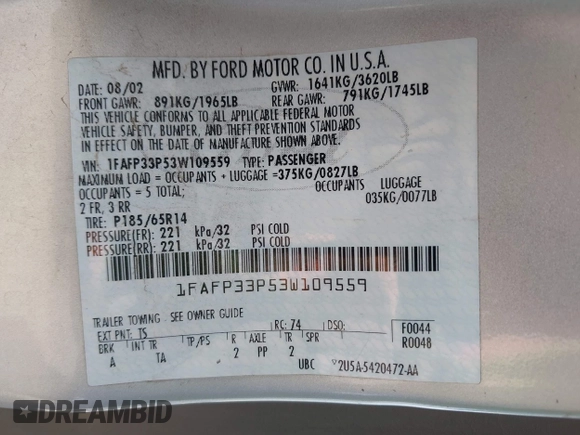 MFD. BY FORD MOTOR CO. IN U.S.A.
DATE: 08/02 GVWR: 1641KG/3620LB
FRONT GAWR: 891KG/1965LB REAR GAWR: 791KG/1745LB
THIS VEHICLE CONFORMS TO ALL APPLICABLE FEDERAL MOTOR
VEHICLE SAFETY, BUMPER, AND THEFT PREVENTION STANDARDS
IN EFFECT ON THE DATE OF MANUFACTURE SHOWN ABOVE.
VIN: 1FAFP33P53W109559 TYPE: PASSENGER
MAXIMUM LOAD = OCCUPANTS + LUGGAGE = 375KG/0827LB
OCCUPANTS = 5 TOTAL: LUGGAGE
2 FR, 3 RR 035KG/0077LB
TIRE: P185/65R14
PRESSURE(FR): 221 kPa/32 PSI COLD
PRESSURE(RR): 221 kPa/32 PSI COLD
1FAFP33P53W109559
TRAILER TOWING - SEE OWNER GUIDE
EXT PNT: TS RC: 74 DSO: F0044
BRK INT TR TP/PS R AXLE TR SPR R0048
A TA 2 PP 2
UBC 2U5A-5420472-AA
DREAMBID